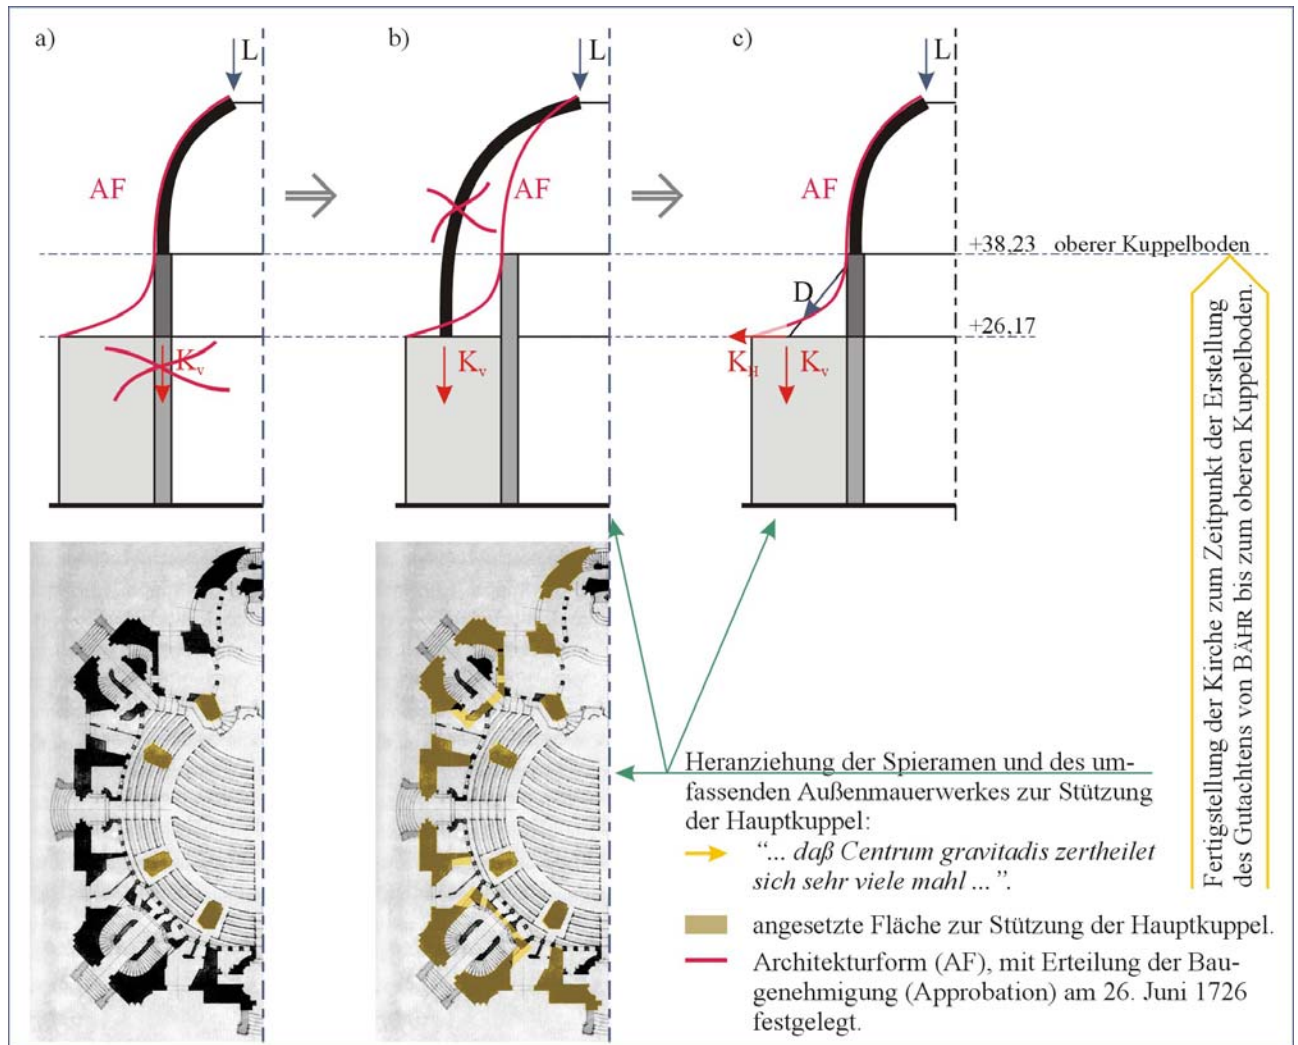 a)
L
AF
Kv
b)
L
AF
Kv
c)
L
AF
D
KH
Kv
+38,23 oberer Kuppelboden
+26,17
Fertigstellung der Kirche zum Zeitpunkt der Erstellung
des Gutachtens von BÄHR bis zum oberen Kuppelboden.
Heranziehung der Spieramen und des um-
fassenden Außenmauerwerkes zur Stützung
der Hauptkuppel:
“... daß Centrum gravitadis zertheilet
sich sehr viele mahl ...”.
angesetzte Fläche zur Stützung der Hauptkuppel.
Architekturform (AF), mit Erteilung der Bau-
genehmigung (Approbation) am 26. Juni 1726
festgelegt.